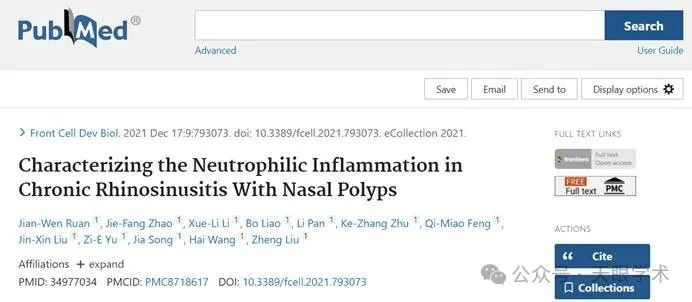 PubMed®
Search
Advanced
User Guide
Save
Email
Send to
Display options
Front Cell Dev Biol. 2021 Dec 17:9:793073. doi: 10.3389/fcell.2021.793073. eCollection 2021.
Characterizing the Neutrophilic Inflammation in
Chronic Rhinosinusitis With Nasal Polyps
Jian-Wen Ruan 1, Jie-Fang Zhao 1, Xue-Li Li 1, Bo Liao 1, Li Pan 1, Ke-Zhang Zhu 1, Qi-Miao Feng 1,
Jin-Xin Liu 1, Zi-E Yu 1, Jia Song 1, Hai Wang 1, Zheng Liu 1
Affiliations + expand
PMID: 34977034 PMCID: PMC8718617 DOI: 10.3389/fcell.2021.793073
FULL TEXT LINKS
frontiers
Full text
Open access
FREE
Full text
PMC
ACTIONS
Cite
Collections
公众号 · 天眼学术